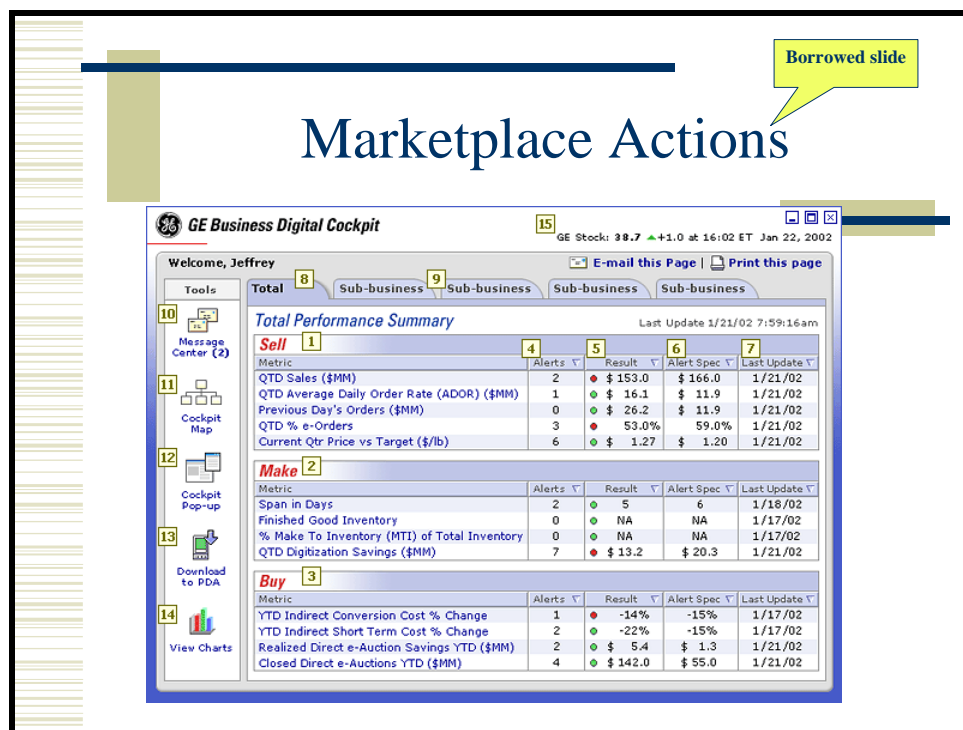 Borrowed slide
Marketplace Actions
GE Business Digital Cockpit
15
GE Stock: 38.7 ▲+1.0 at 16:02 ET Jan 22, 2002
Welcome, Jeffrey
E-mail this Page | Print this page
Tools
Total 8 Sub-business 9 Sub-business Sub-business Sub-business
10
Message
Center (2)
11
Cockpit
Map
12
Cockpit
Pop-up
13
Download
to PDA
14
View Charts
Total Performance Summary Last Update 1/21/02 7:59:16am
Sell 1 4 5 6 7
Metric Alerts Result Alert Spec Last Update
QTD Sales ($MM) 2 $ 153.0 $ 166.0 1/21/02
QTD Average Daily Order Rate (ADOR) ($MM) 1 $ 16.1 $ 11.9 1/21/02
Previous Day's Orders ($MM) 0 $ 26.2 $ 11.9 1/21/02
QTD % e-Orders 3 53.0% 59.0% 1/21/02
Current Qtr Price vs Target ($/lb) 6 $ 1.27 $ 1.20 1/21/02
Make 2
Metric Alerts Result Alert Spec Last Update
Span in Days 2 5 6 1/18/02
Finished Good Inventory 0 NA NA 1/17/02
% Make To Inventory (MTI) of Total Inventory 0 NA NA 1/17/02
QTD Digitization Savings ($MM) 7 $ 13.2 $ 20.3 1/21/02
Buy 3
Metric Alerts Result Alert Spec Last Update
YTD Indirect Conversion Cost % Change 1 -14% -15% 1/17/02
YTD Indirect Short Term Cost % Change 2 -22% -15% 1/17/02
Realized Direct e-Auction Savings YTD ($MM) 2 $ 5.4 $ 1.3 1/21/02
Closed Direct e-Auctions YTD ($MM) 4 $ 142.0 $ 55.0 1/21/02